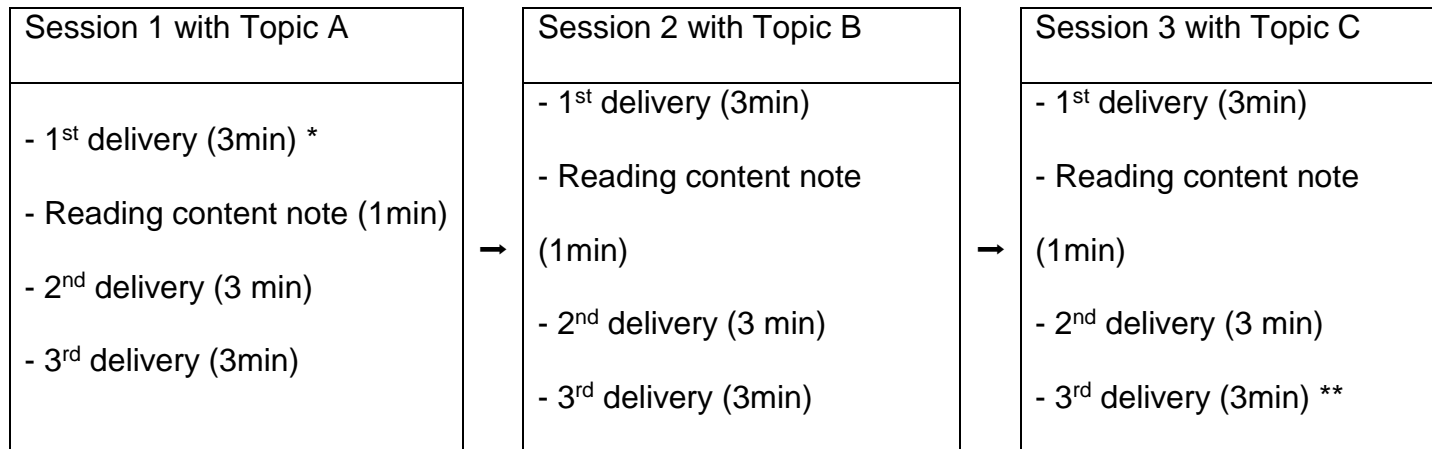 Session 1 with Topic A
- 1st delivery (3min) *
- Reading content note (1min)
- 2nd delivery (3 min)
- 3rd delivery (3min)
→
Session 2 with Topic B
- 1st delivery (3min)
- Reading content note
(1min)
- 2nd delivery (3 min)
- 3rd delivery (3min)
→
Session 3 with Topic C
- 1st delivery (3min)
- Reading content note
(1min)
- 2nd delivery (3 min)
- 3rd delivery (3min) **